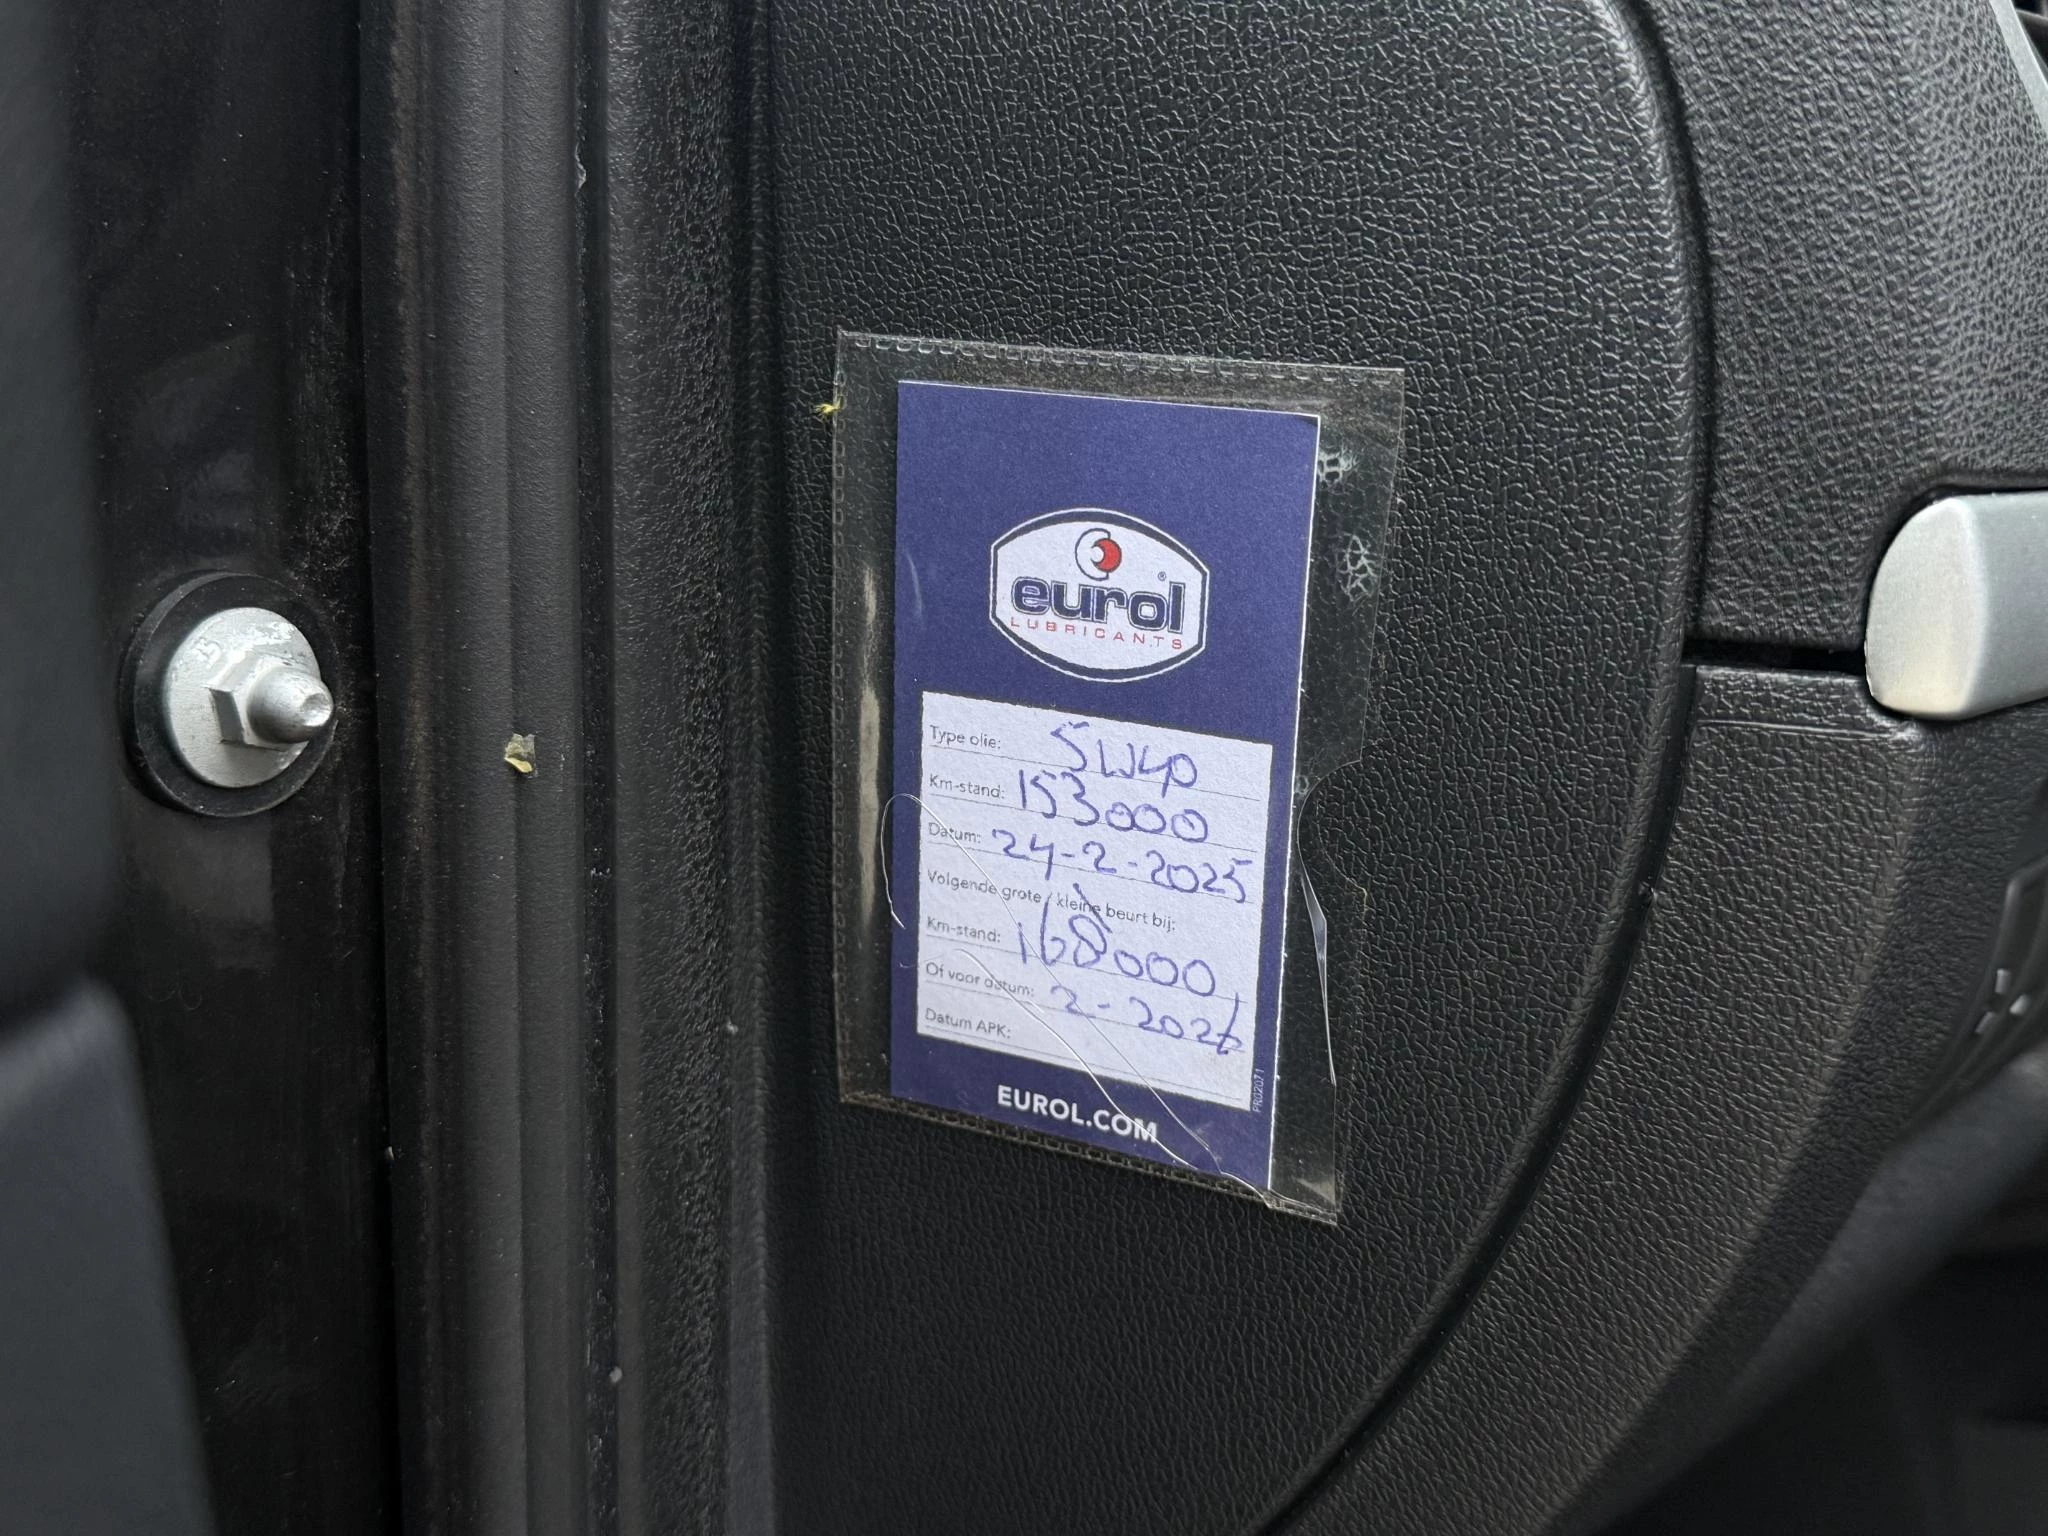 eurol®
LUBRICANTS
Type olie: 5W40
Km-stand: 153000
Datum: 24-2-2025
Volgende grote / kleine beurt bij:
Km-stand: 168000,
Of voor datum: 2-2026
Datum APK:
EUROL.COM
PR02071